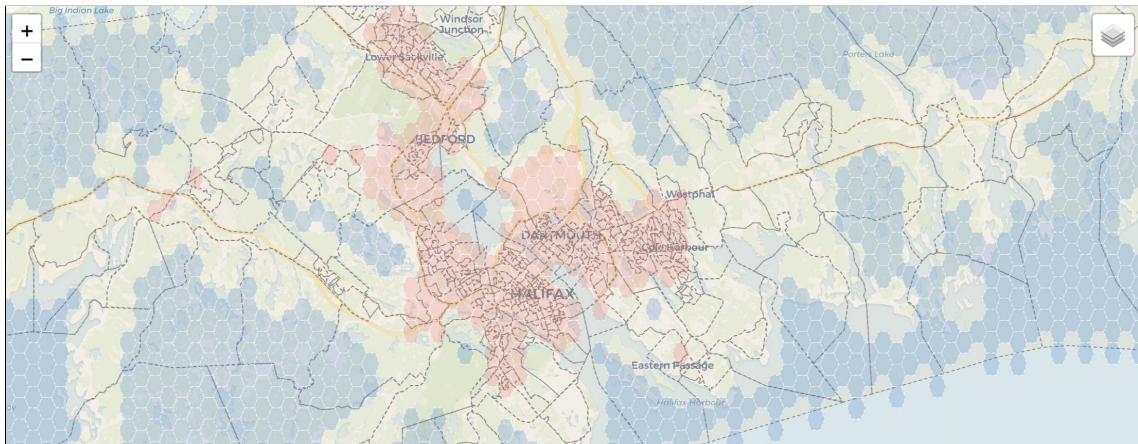 Big Indian Lake
Windsor
Junction
+
−
Lower Sackville
Porters Lake
BEDFORD
Westphal
DARTMOUTH
Cole Harbour
HALIFAX
Eastern Passage
Halifax Harbour